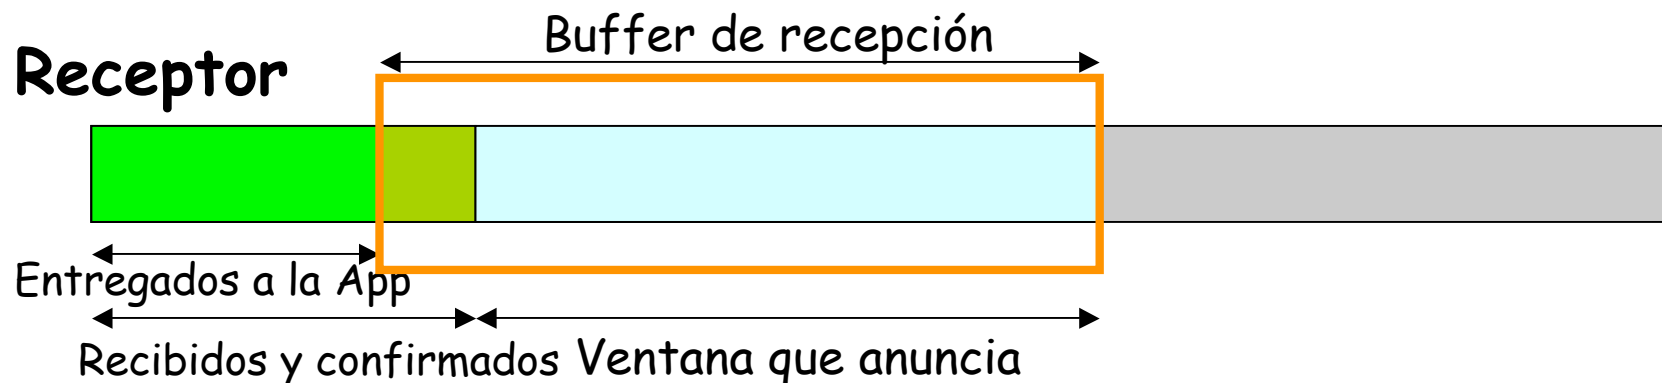 Buffer de recepción
Receptor
Entregados a la App
Recibidos y confirmados
Ventana que anuncia